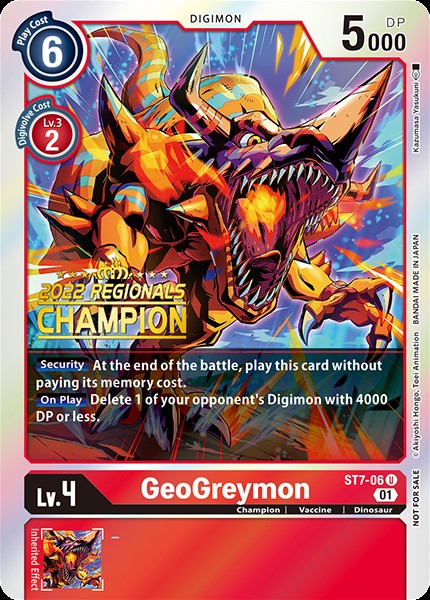 Play Cost
6
DIGIMON
DP
5000
Digivolve Cost
Lv.3
2
Kazumasa Yasukuni
2022 REGIONALS
CHAMPION
Security At the end of the battle, play this card without
paying its memory cost.
On Play Delete 1 of your opponent's Digimon with 4000
DP or less.
©Akiyoshi Hongo, Toei Animation BANDAI MADE IN JAPAN
NOT FOR SALE
Lv.4
GeoGreymon
ST7-06 U
01
Champion | Vaccine | Dinosaur
Inherited Effect
-